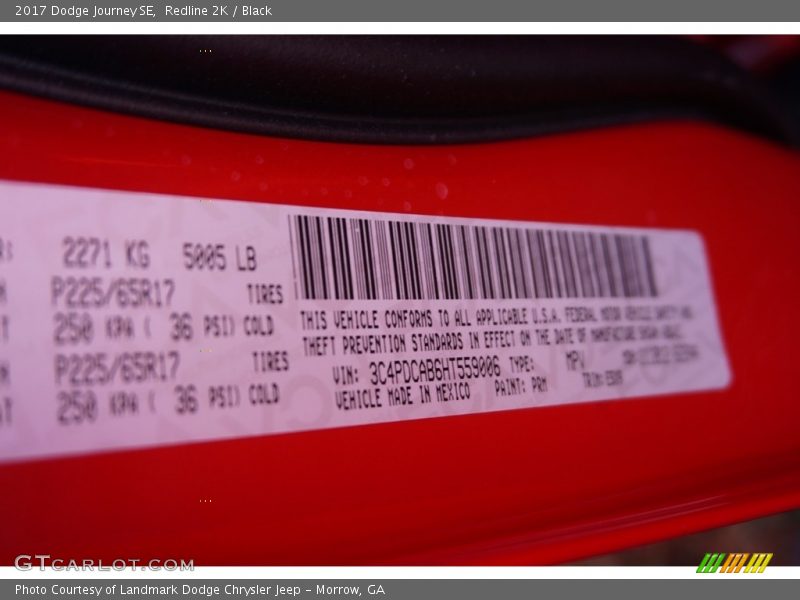 2017 Dodge Journey SE, Redline 2K / Black
2271 KG 5005 LB
P225/65R17 TIRES
250 KPA ( 36 PSI) COLD
P225/65R17 TIRES
250 KPA ( 36 PSI) COLD
THIS VEHICLE CONFORMS TO ALL APPLICABLE U.S.A. FEDERAL MOTOR VEHICLE SAFETY AND
THEFT PREVENTION STANDARDS IN EFFECT ON THE DATE OF MANUFACTURE SHOWN ABOVE.
VIN: 3C4PDCAB6HT559006 TYPE: MPV
VEHICLE MADE IN MEXICO PAINT: PRM
GTCARLOT.COM
Photo Courtesy of Landmark Dodge Chrysler Jeep – Morrow, GA